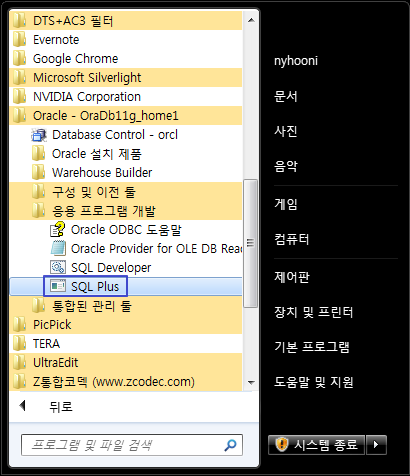 DTS+AC3 필터
Evernote
Google Chrome
Microsoft Silverlight
NVIDIA Corporation
Oracle - OraDb11g_home1
Database Control - orcl
Oracle 설치 제품
Warehouse Builder
구성 및 이전 툴
응용 프로그램 개발
Oracle ODBC 도움말
Oracle Provider for OLE DB Rea
SQL Developer
SQL Plus
통합된 관리 툴
PicPick
TERA
UltraEdit
Z통합코덱 (www.zcodec.com)
뒤로
프로그램 및 파일 검색
nyhooni
문서
사진
음악
게임
컴퓨터
제어판
장치 및 프린터
기본 프로그램
도움말 및 지원
시스템 종료